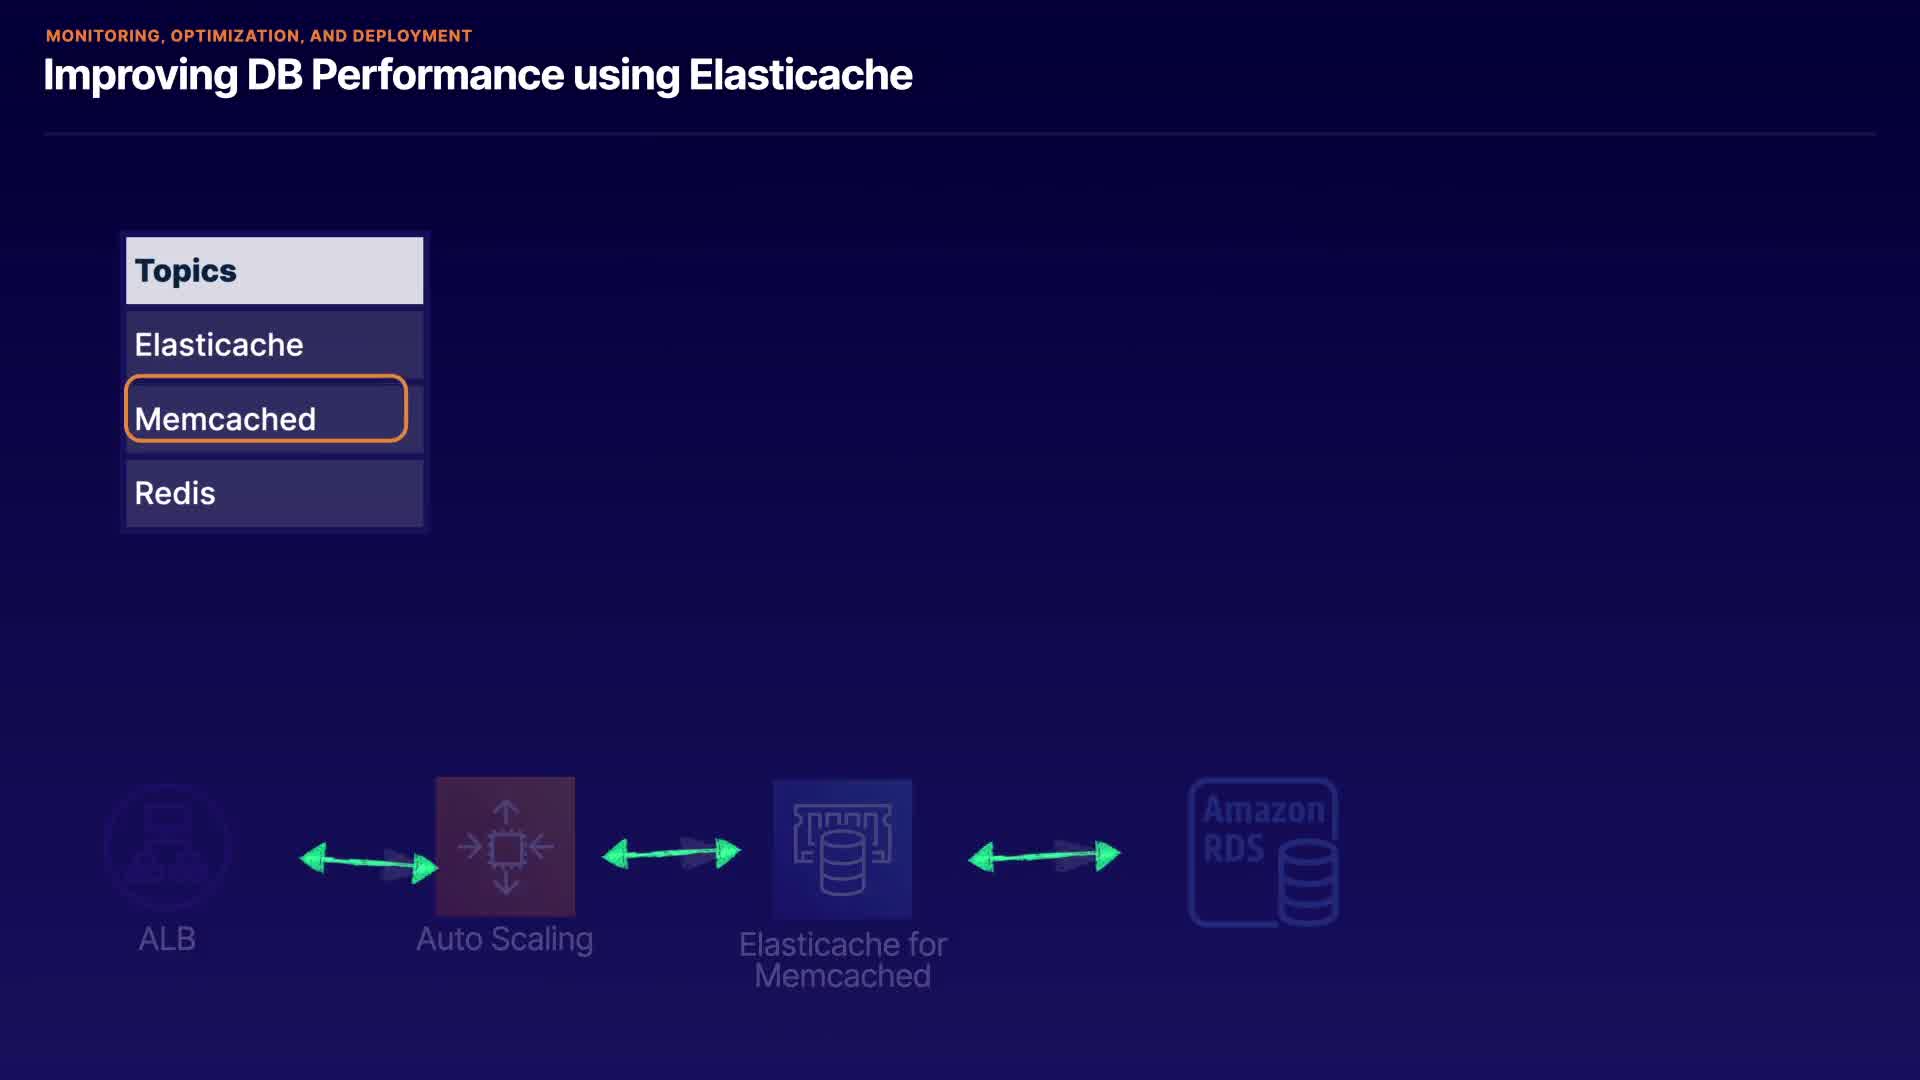 MONITORING, OPTIMIZATION, AND DEPLOYMENT
Improving DB Performance using Elasticache
Topics
Elasticache
Memcached
Redis
ALB
Auto Scaling
Elasticache for
Memcached
Amazon
RDS